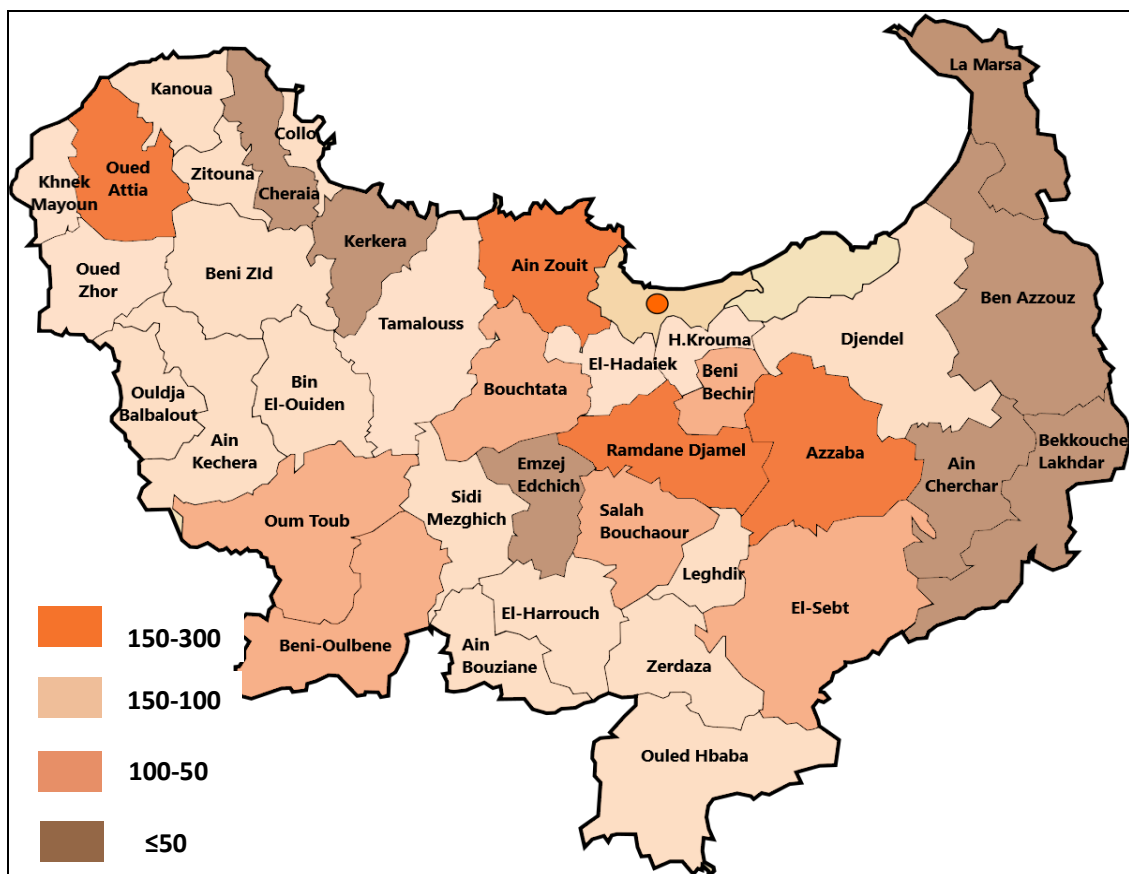 La Marsa
Kanoua
Collo
Oued
Attia
Zitouna
Khnek
Mayoun
Cheraia
Kerkera
Ain Zouit
Oued
Zhor
Beni ZId
Ben Azzouz
Tamalouss
H.Krouma
Djendel
El-Hadaiek
Beni
Bechir
Bouchtata
Bin
El-Ouiden
Ouldja
Balbalout
Ain
Kechera
Ramdane Djamel
Azzaba
Bekkouche
Lakhdar
Emzej
Edchich
Ain
Cherchar
Sidi
Mezghich
Salah
Bouchaour
Oum Toub
Leghdir
El-Harrouch
El-Sebt
Beni-Oulbene
Ain
Bouziane
Zerdaza
Ouled Hbaba
150-300
150-100
100-50
≤50